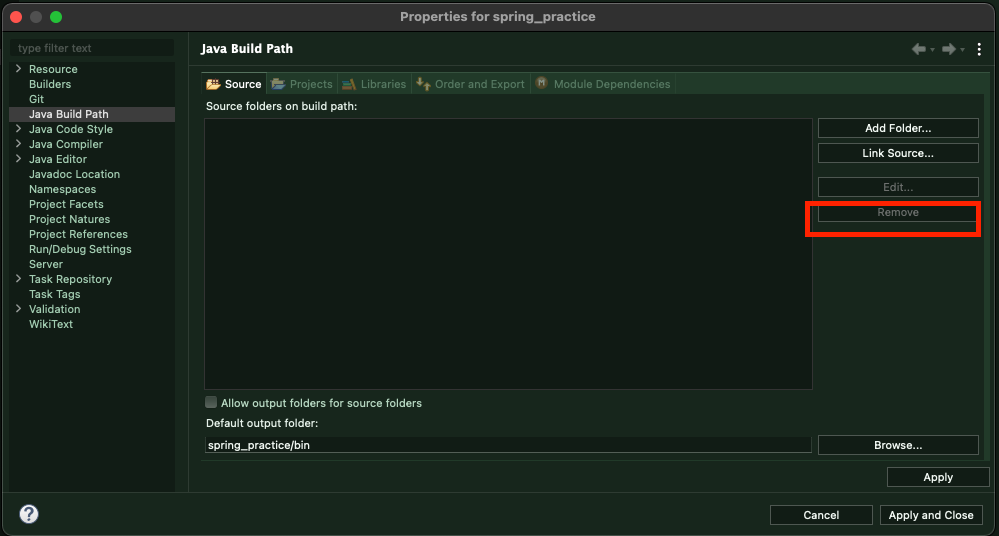 Properties for spring_practice
type filter text
Resource
Builders
Git
Java Build Path
Java Code Style
Java Compiler
Java Editor
Javadoc Location
Namespaces
Project Facets
Project Natures
Project References
Run/Debug Settings
Server
Task Repository
Task Tags
Validation
WikiText
Java Build Path
Source Projects Libraries Order and Export M Module Dependencies
Source folders on build path:
Add Folder...
Link Source...
Edit...
Remove
Allow output folders for source folders
Default output folder:
spring_practice/bin
Browse...
Apply
?
Cancel Apply and Close